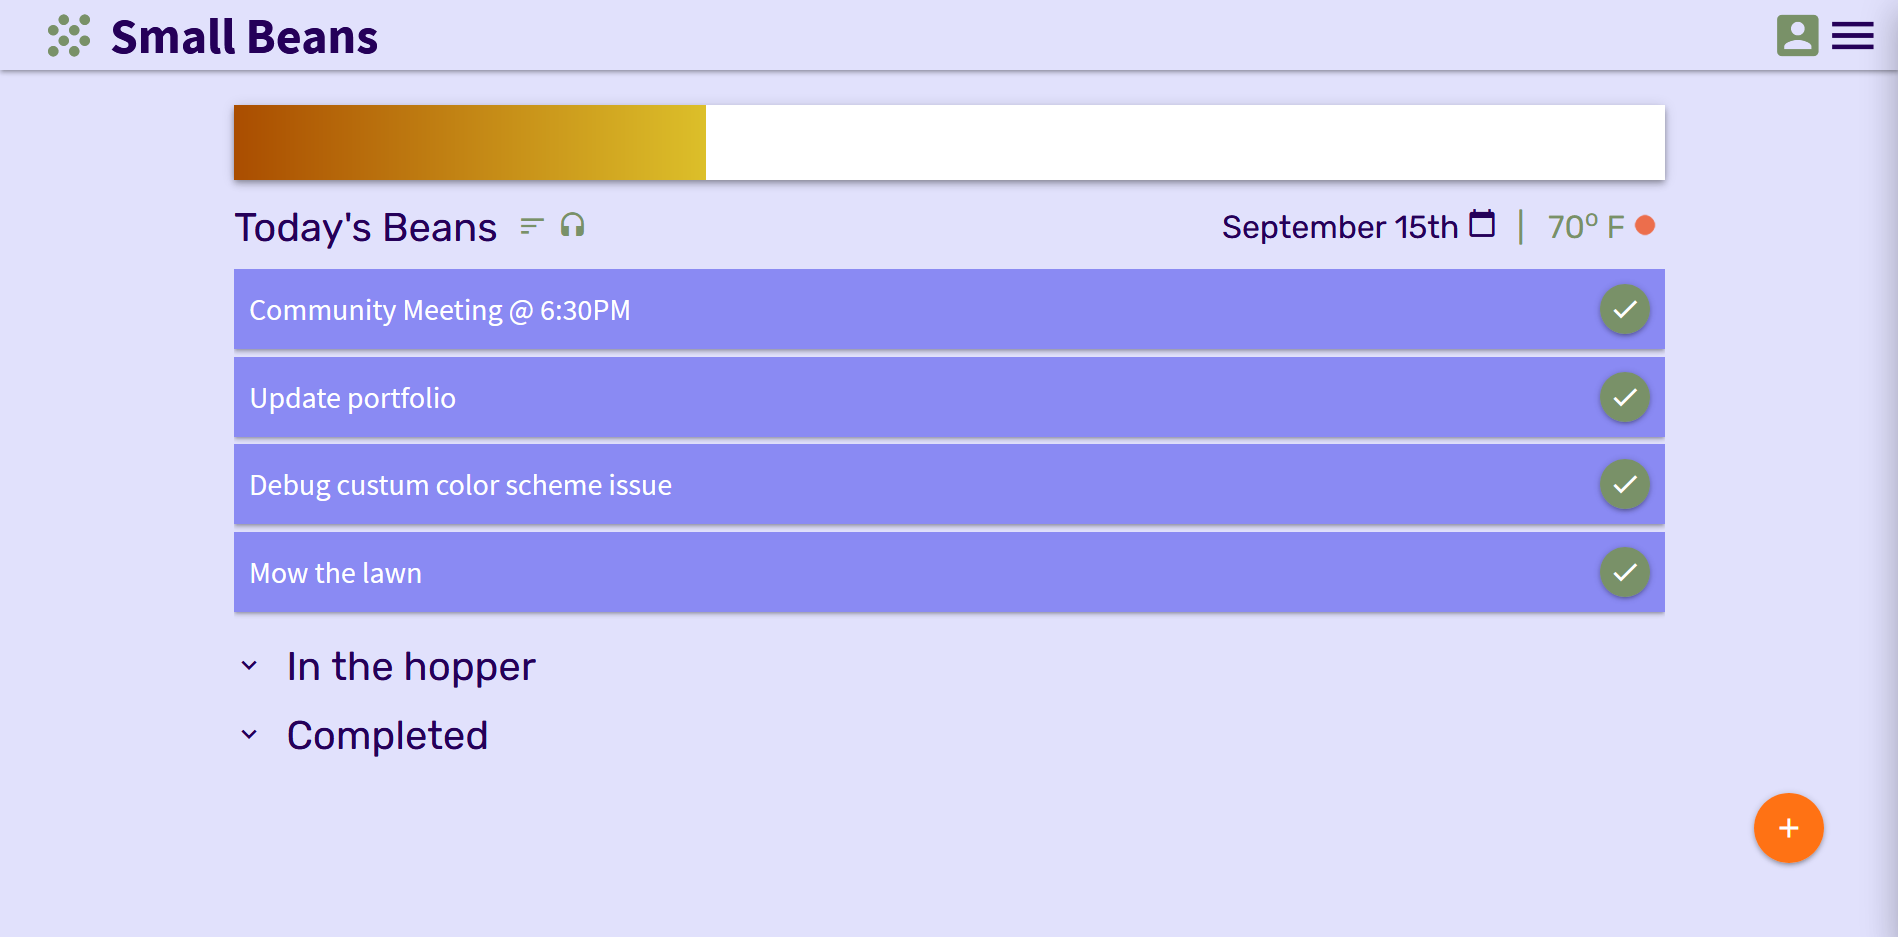 Small Beans
Today's Beans
September 15th | 70º F
Community Meeting @ 6:30PM
Update portfolio
Debug custum color scheme issue
Mow the lawn
In the hopper
Completed